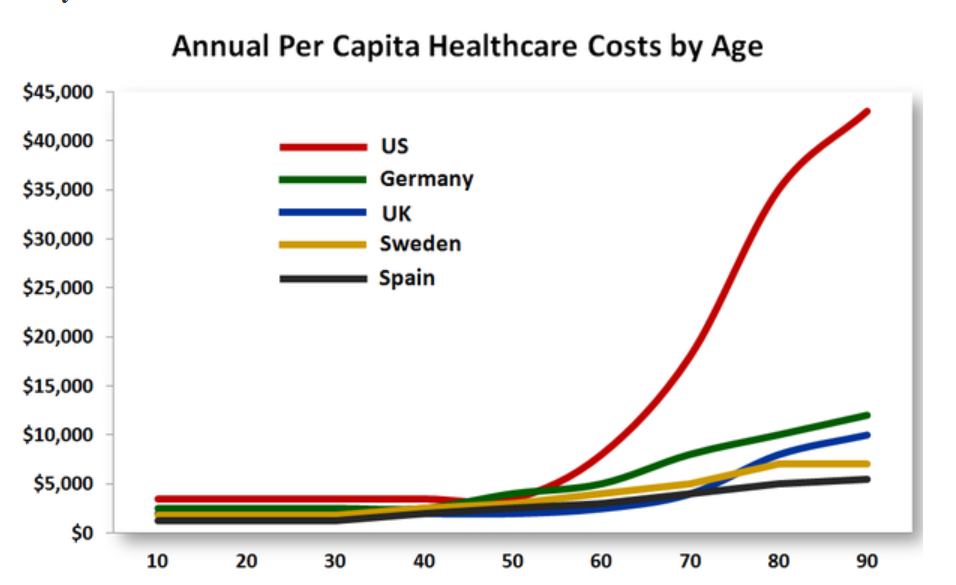 Annual Per Capita Healthcare Costs by Age
$45,000
$40,000
$35,000
$30,000
$25,000
$20,000
$15,000
$10,000
$5,000
$0
US
Germany
UK
Sweden
Spain
10 20 30 40 50 60 70 80 90